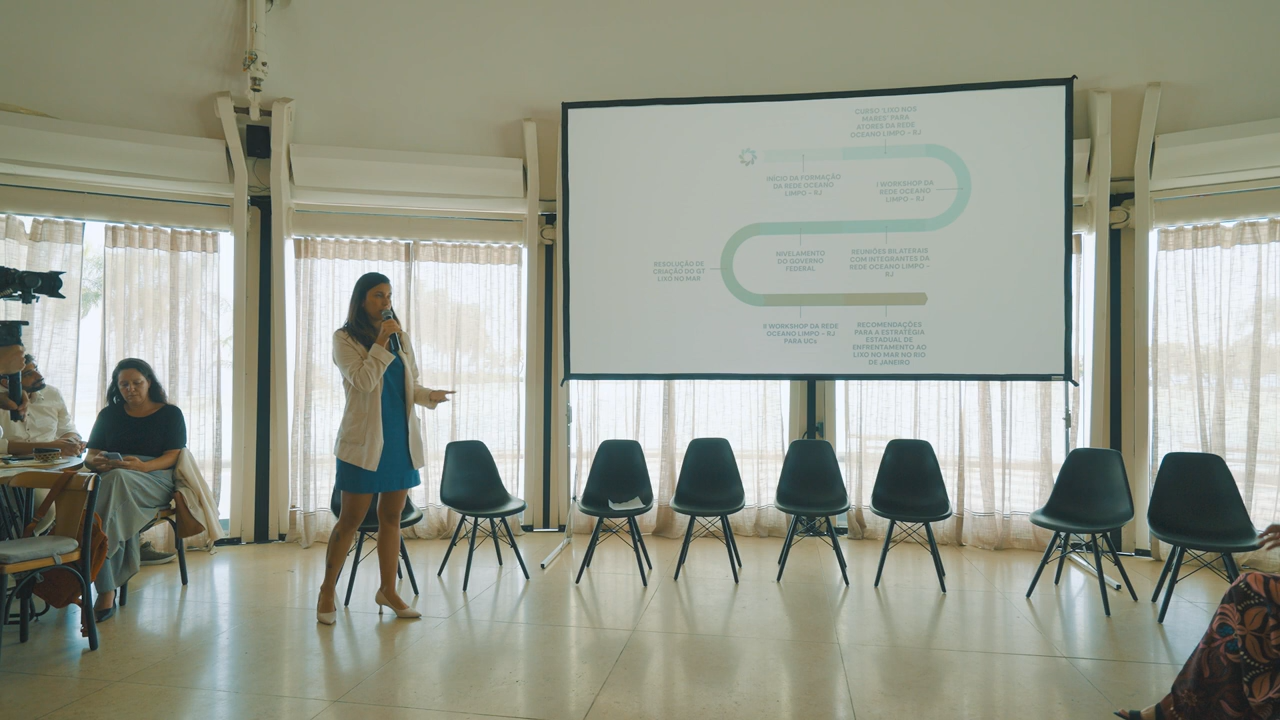 CURSO "LIXO NOS
MARES" PARA
ATORES DA REDE
OCEANO LIMPO – RJ
INÍCIO DA FORMAÇÃO
DA REDE OCEANO
LIMPO – RJ
I WORKSHOP DA
REDE OCEANO
LIMPO – RJ
RESOLUÇÃO DE
CRIAÇÃO DO GT
LIXO NO MAR
NIVELAMENTO
DO GOVERNO
FEDERAL
REUNIÕES BILATERAIS
COM INTEGRANTES DA
REDE OCEANO LIMPO –
RJ
II WORKSHOP DA REDE
OCEANO LIMPO – RJ
PARA UCs
RECOMENDAÇÕES
PARA A ESTRATÉGIA
ESTADUAL DE
ENFRENTAMENTO AO
LIXO NO MAR NO RIO
DE JANEIRO